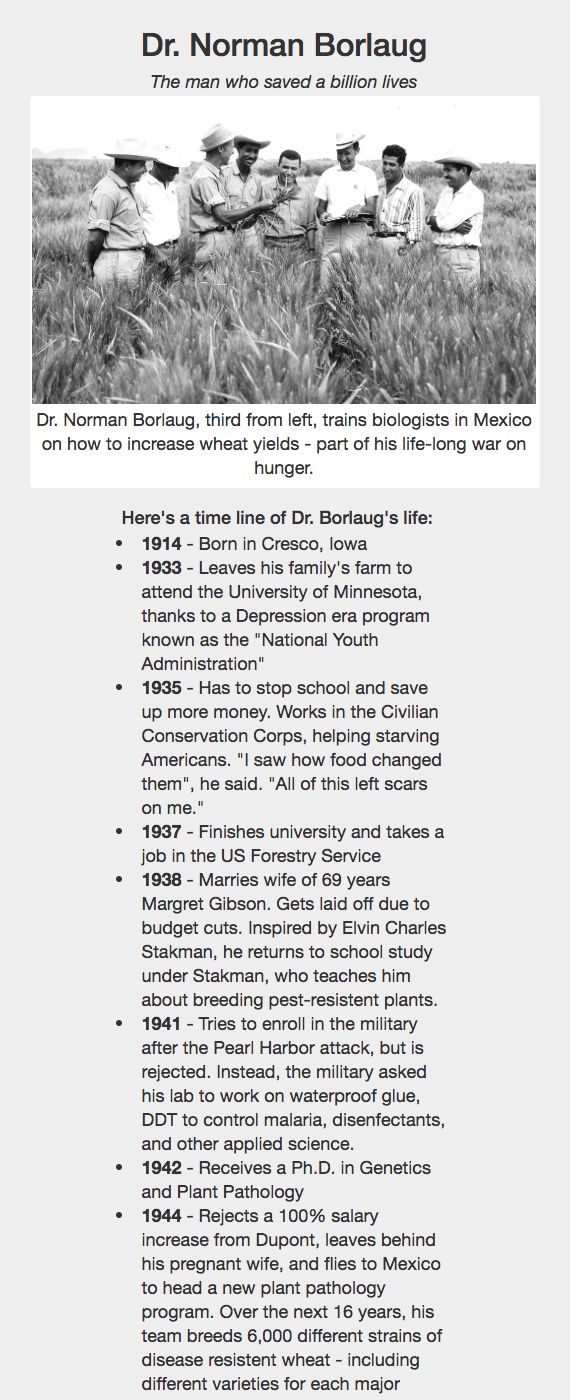 Dr. Norman Borlaug
The man who saved a billion lives
Dr. Norman Borlaug, third from left, trains biologists in Mexico
on how to increase wheat yields - part of his life-long war on
hunger.
Here's a time line of Dr. Borlaug's life:
• 1914 - Born in Cresco, Iowa
• 1933 - Leaves his family's farm to
attend the University of Minnesota,
thanks to a Depression era program
known as the "National Youth
Administration"
• 1935 - Has to stop school and save
up more money. Works in the Civilian
Conservation Corps, helping starving
Americans. "I saw how food changed
them", he said. "All of this left scars
on me."
• 1937 - Finishes university and takes a
job in the US Forestry Service
• 1938 - Marries wife of 69 years
Margret Gibson. Gets laid off due to
budget cuts. Inspired by Elvin Charles
Stakman, he returns to school study
under Stakman, who teaches him
about breeding pest-resistent plants.
• 1941 - Tries to enroll in the military
after the Pearl Harbor attack, but is
rejected. Instead, the military asked
his lab to work on waterproof glue,
DDT to control malaria, disenfectants,
and other applied science.
• 1942 - Receives a Ph.D. in Genetics
and Plant Pathology
• 1944 - Rejects a 100% salary
increase from Dupont, leaves behind
his pregnant wife, and flies to Mexico
to head a new plant pathology
program. Over the next 16 years, his
team breeds 6,000 different strains of
disease resistent wheat - including
different varieties for each major